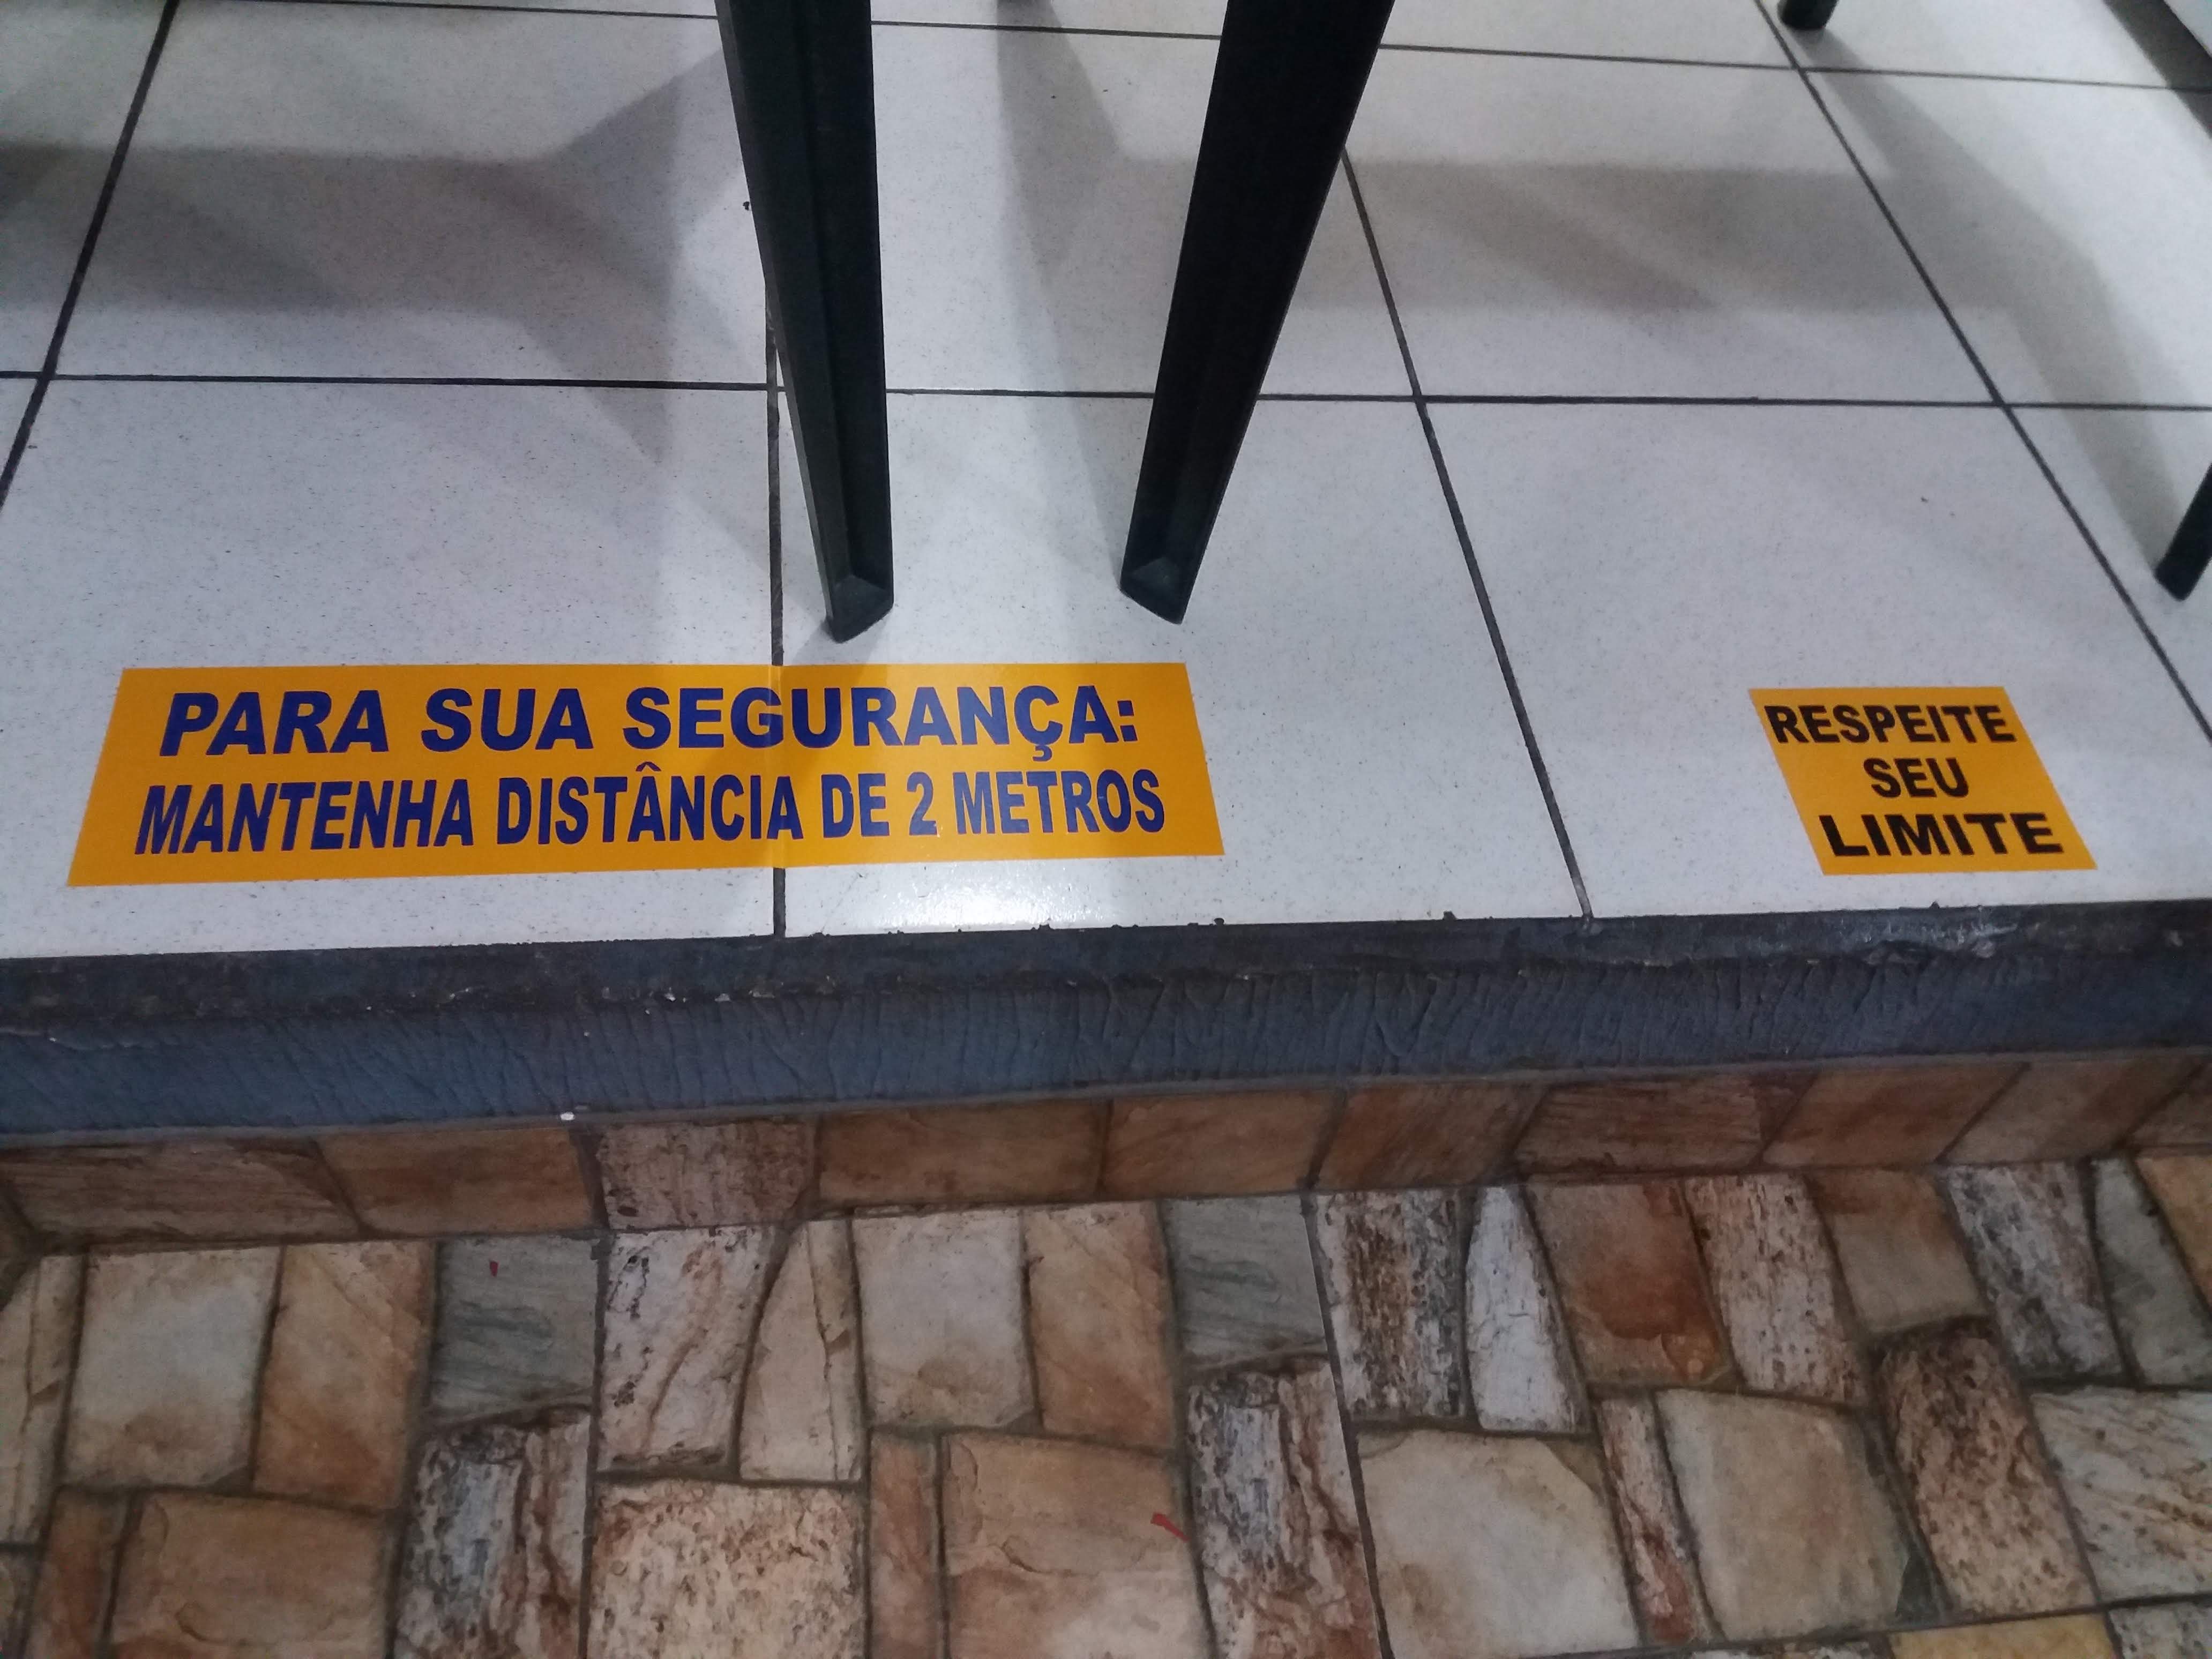 PARA SUA SEGURANÇA:
MANTENHA DISTÂNCIA DE 2 METROS
RESPEITE
SEU
LIMITE